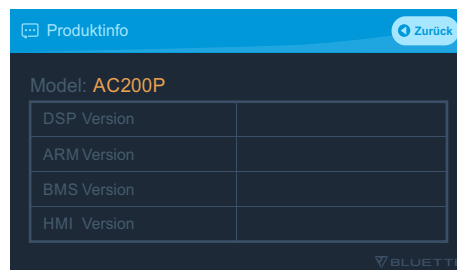 Produktinfo
Zurück
Model: AC200P
DSP Version
ARM Version
BMS Version
HMI Version
BLUETTI